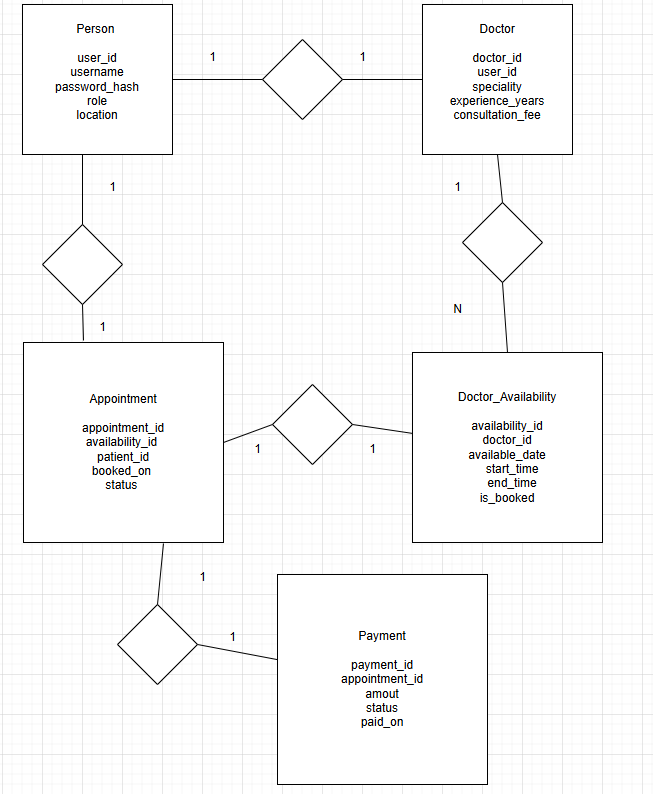 Person
user_id
username
password_hash
role
location
1
1
Doctor
doctor_id
user_id
speciality
experience_years
consultation_fee
1
1
1
N
Appointment
appointment_id
availability_id
patient_id
booked_on
status
1
1
Doctor_Availability
availability_id
doctor_id
available_date
start_time
end_time
is_booked
1
1
Payment
payment_id
appointment_id
amout
status
paid_on